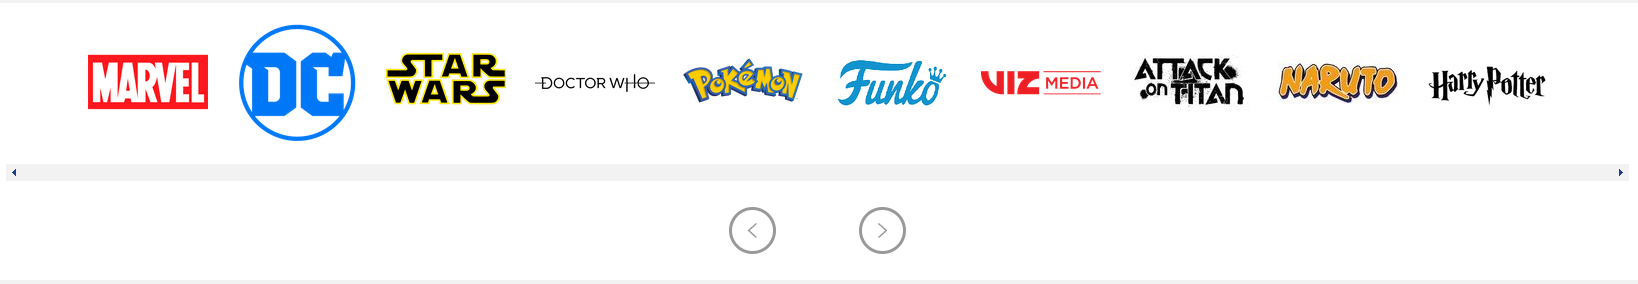 MARVEL
DC
STAR
WARS
DOCTOR WHO
Pokémon
Funko
VIZ MEDIA
ATTACK
on TITAN
NARUTO
Harry Potter